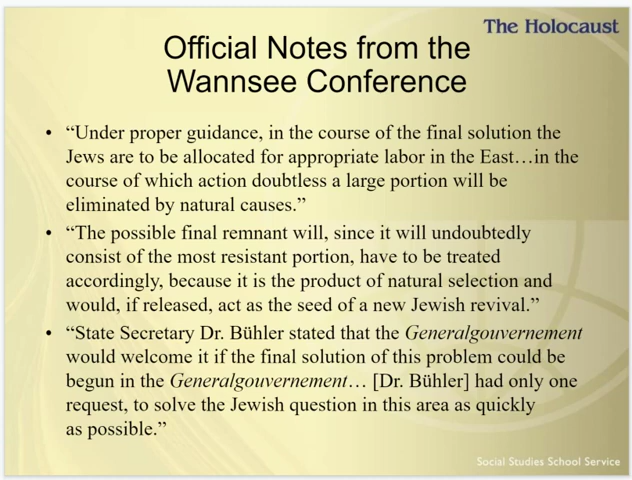 The Holocaust
Official Notes from the
Wannsee Conference
• “Under proper guidance, in the course of the final solution the
Jews are to be allocated for appropriate labor in the East…in the
course of which action doubtless a large portion will be
eliminated by natural causes.”
• “The possible final remnant will, since it will undoubtedly
consist of the most resistant portion, have to be treated
accordingly, because it is the product of natural selection and
would, if released, act as the seed of a new Jewish revival.”
• “State Secretary Dr. Bühler stated that the Generalgouvernement
would welcome it if the final solution of this problem could be
begun in the Generalgouvernement… [Dr. Bühler] had only one
request, to solve the Jewish question in this area as quickly
as possible.”
Social Studies School Service